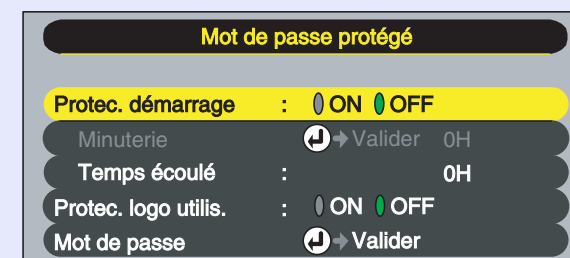 Mot de passe protégé
Protec. démarrage : ON OFF
Minuterie Valider 0H
Temps écoulé : 0H
Protec. logo utilis. : ON OFF
Mot de passe Valider